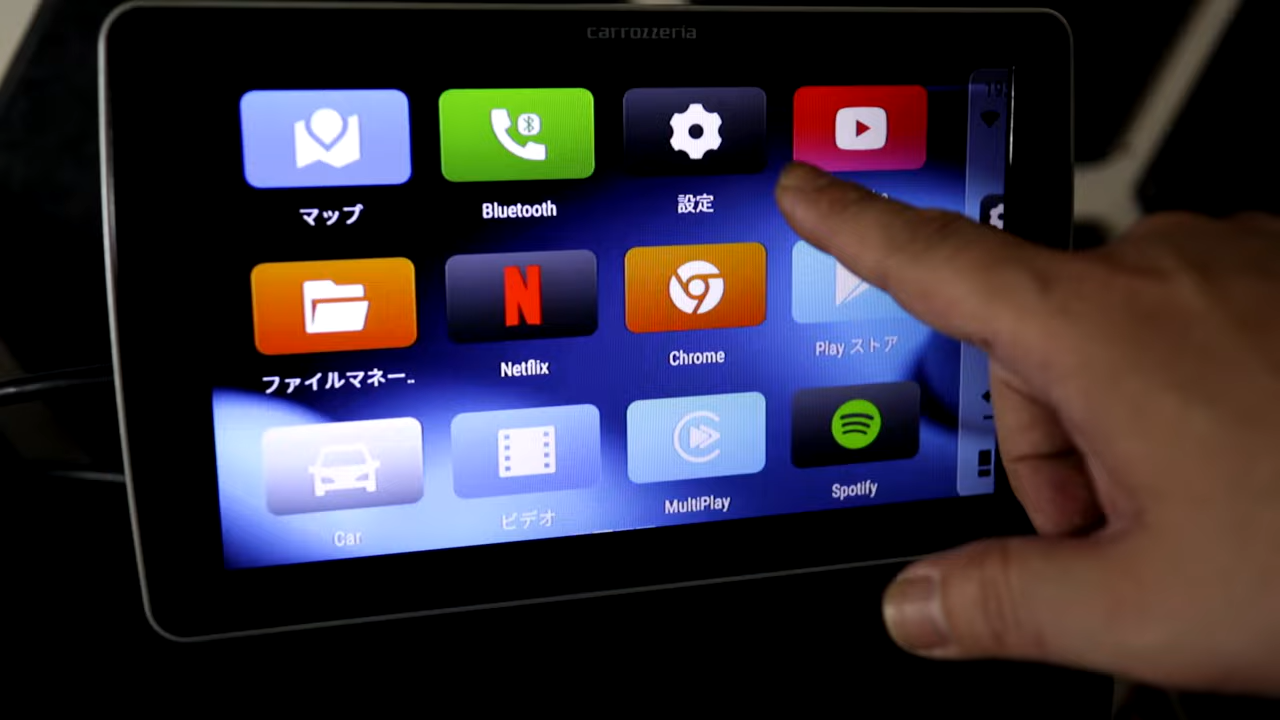 carrozzeria
マップ
Bluetooth
設定
ファイルマネー..
N
Netflix
Chrome
Play ストア
Car
ビデオ
MultiPlay
Spotify